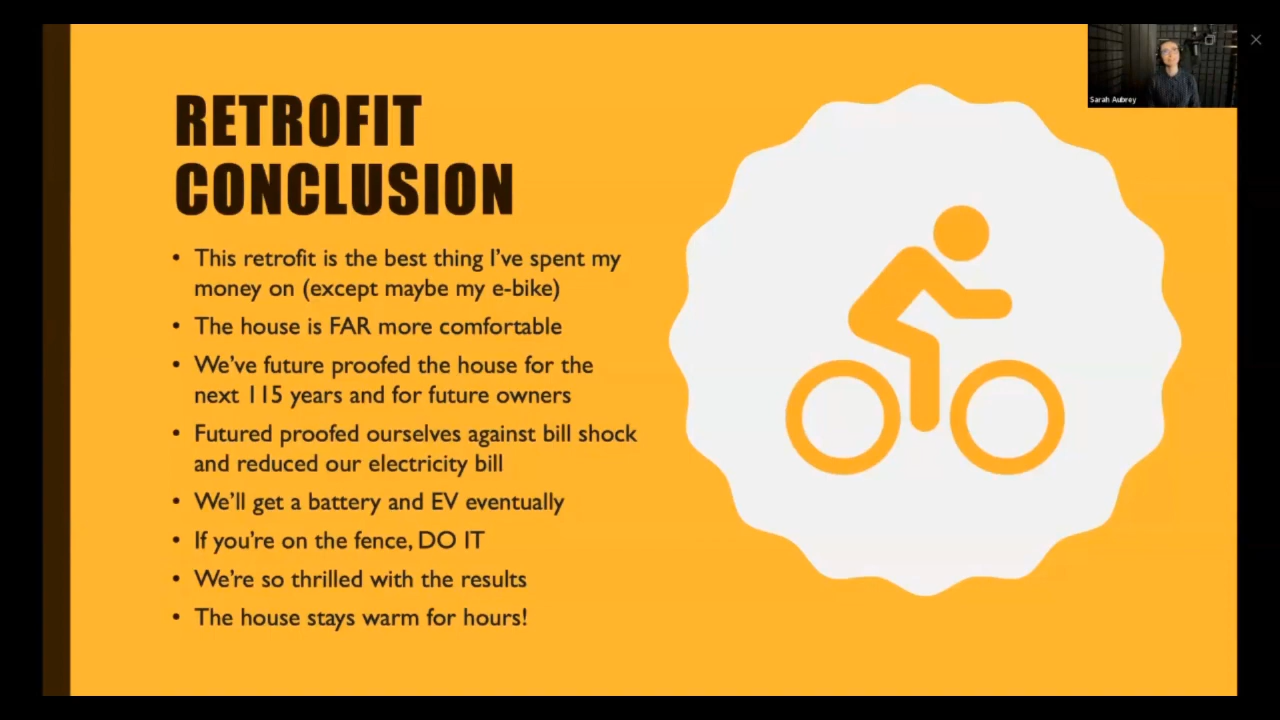 RETROFIT
CONCLUSION
• This retrofit is the best thing I've spent my
money on (except maybe my e-bike)
• The house is FAR more comfortable
• We've future proofed the house for the
next 115 years and for future owners
• Futured proofed ourselves against bill shock
and reduced our electricity bill
• We'll get a battery and EV eventually
• If you're on the fence, DO IT
• We're so thrilled with the results
• The house stays warm for hours!
Sarah Aubrey